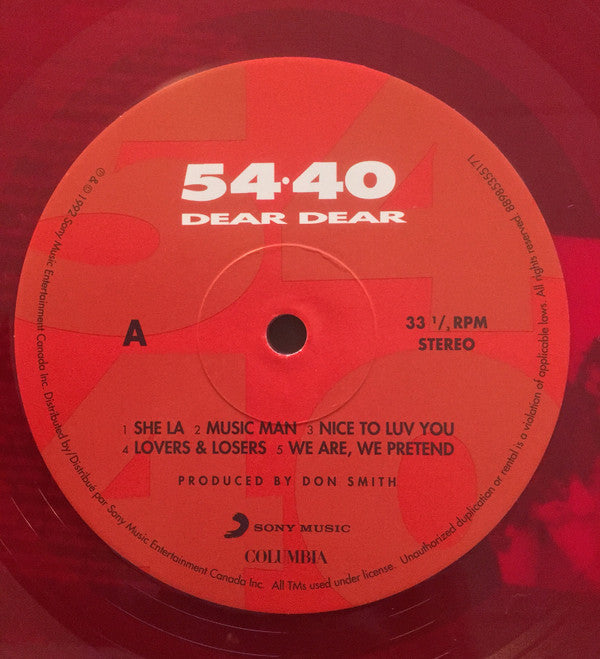 54·40
DEAR DEAR
A
33 1/3 RPM
STEREO
1 SHE LA 2 MUSIC MAN 3 NICE TO LUV YOU
4 LOVERS & LOSERS 5 WE ARE, WE PRETEND
PRODUCED BY DON SMITH
SONY MUSIC
COLUMBIA
℗ & © 1992 Sony Music Entertainment Canada Inc. Distributed by/Distribué par Sony Music Entertainment Canada Inc. All TMs used under license. Unauthorized duplication or rental is a violation of applicable laws. All rights reserved. 88985355171